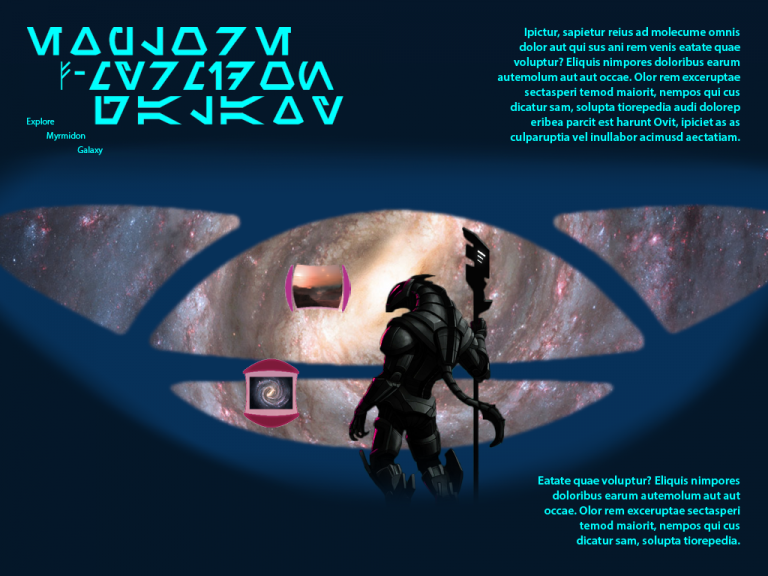 Explore
Myrmidon
Galaxy
Ipictur, sapietur reius ad molecume omnis
dolor aut qui sus ani rem venis eatate quae
voluptur? Eliquis nimpores doloribus earum
autemolum aut aut occae. Olor rem exceruptae
sectasperi temod maiorit, nempos qui cus
dicatur sam, solupta tiorepedia audi dolorep
eribea parcit est harunt Ovit, ipiciet as as
culparuptia vel inullabor acimusd aectatiam.
Eatate quae voluptur? Eliquis nimpores
doloribus earum autemolum aut aut
occae. Olor rem exceruptae sectasperi
temod maiorit, nempos qui cus
dicatur sam, solupta tiorepedia.